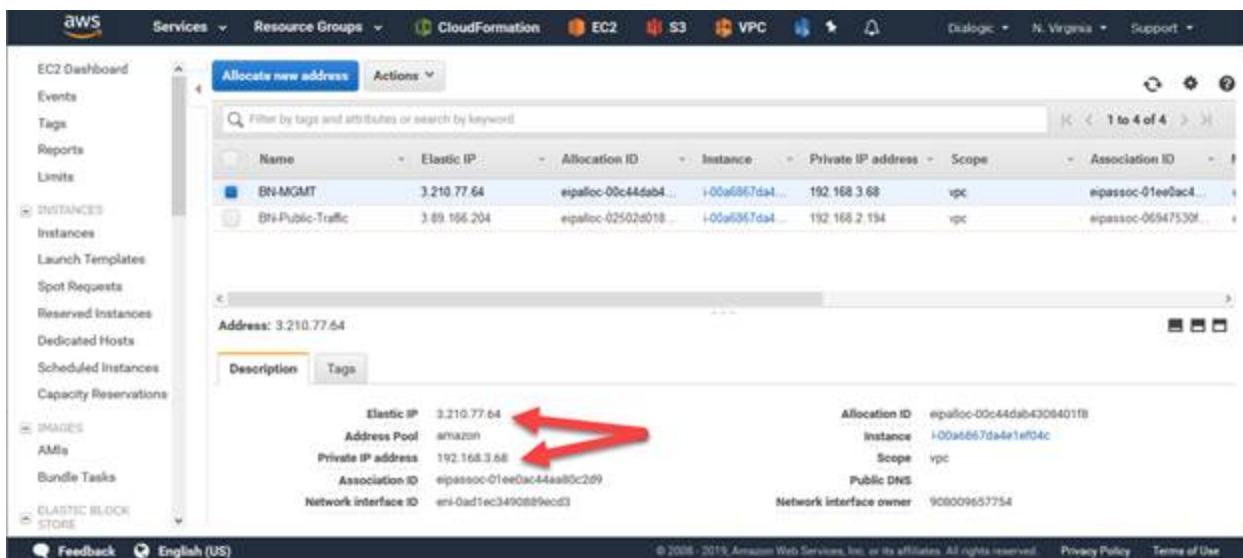 aws Services Resource Groups CloudFormation EC2 S3 VPC Dialogic N. Virginia Support
EC2 Dashboard
Events
Tags
Reports
Limits
INSTANCES
Instances
Launch Templates
Spot Requests
Reserved Instances
Dedicated Hosts
Scheduled Instances
Capacity Reservations
IMAGES
AMIs
Bundle Tasks
ELASTIC BLOCK
STORE
Allocate new address Actions
Filter by tags and attributes or search by keyword
1 to 4 of 4
Name Elastic IP Allocation ID Instance Private IP address Scope Association ID
BN-MGMT 3.210.77.64 eipalloc-00c44dab4... i-00a6867da4... 192.168.3.68 vpc eipassoc-01ee0ac4...
BN-Public-Traffic 3.89.166.204 eipalloc-02502d018... i-00a6867da4... 192.168.2.194 vpc eipassoc-06947530f...
Address: 3.210.77.64
Description Tags
Elastic IP 3.210.77.64
Address Pool amazon
Private IP address 192.168.3.68
Association ID eipassoc-01ee0ac44aa80c2d9
Network interface ID eni-0ad1ec3490889ecd3
Allocation ID eipalloc-00c44dab4308401f8
Instance i-00a6867da4e1ef04c
Scope vpc
Public DNS
Network interface owner 908009657754
Feedback English (US)
© 2008 - 2019, Amazon Web Services, Inc. or its affiliates. All rights reserved. Privacy Policy Terms of Use